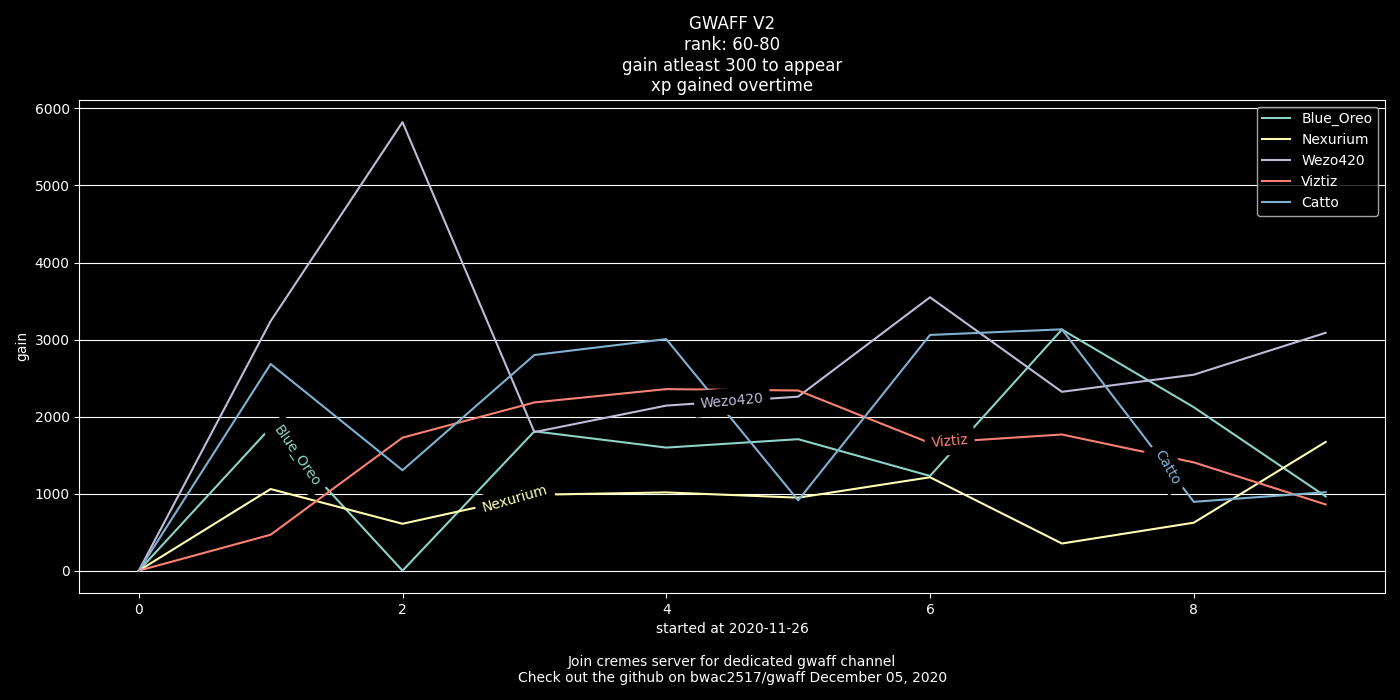 GWAFF V2
rank: 60-80
gain atleast 300 to appear
xp gained overtime
6000
5000
4000
3000
2000
1000
0
gain
Blue_Oreo
Nexurium
Wezo420
Viztiz
Catto
Blue_Oreo
Nexurium
Wezo420
Viztiz
Catto
0 2 4 6 8
started at 2020-11-26
Join cremes server for dedicated gwaff channel
Check out the github on bwac2517/gwaff December 05, 2020